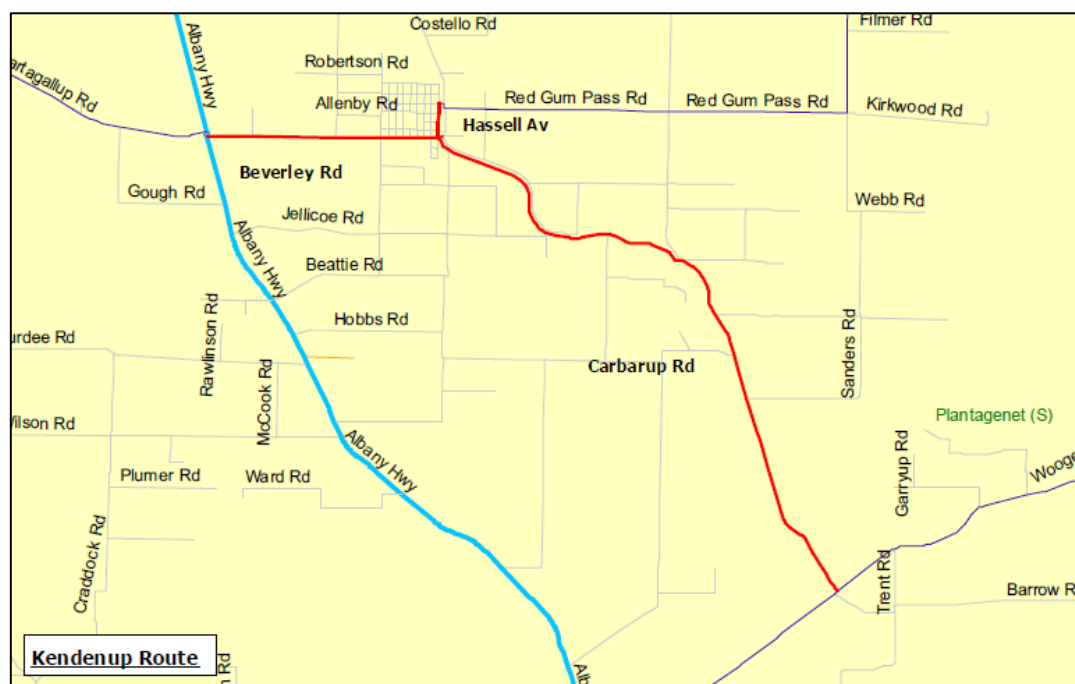 Costello Rd
Filmer Rd
Albany Hwy
Robertson Rd
artagallup Rd
Allenby Rd
Red Gum Pass Rd
Red Gum Pass Rd
Kirkwood Rd
Hassell Av
Beverley Rd
Gough Rd
Webb Rd
Jellicoe Rd
Albany Hwy
Beattie Rd
Rawlinson Rd
Hobbs Rd
Sanders Rd
urdee Rd
McCook Rd
Carbarup Rd
Plantagenet (S)
Wilson Rd
Albany Hwy
Garryup Rd
Wooge
Plumer Rd
Ward Rd
Craddock Rd
Trent Rd
Barrow R
Kendenup Route
Alb